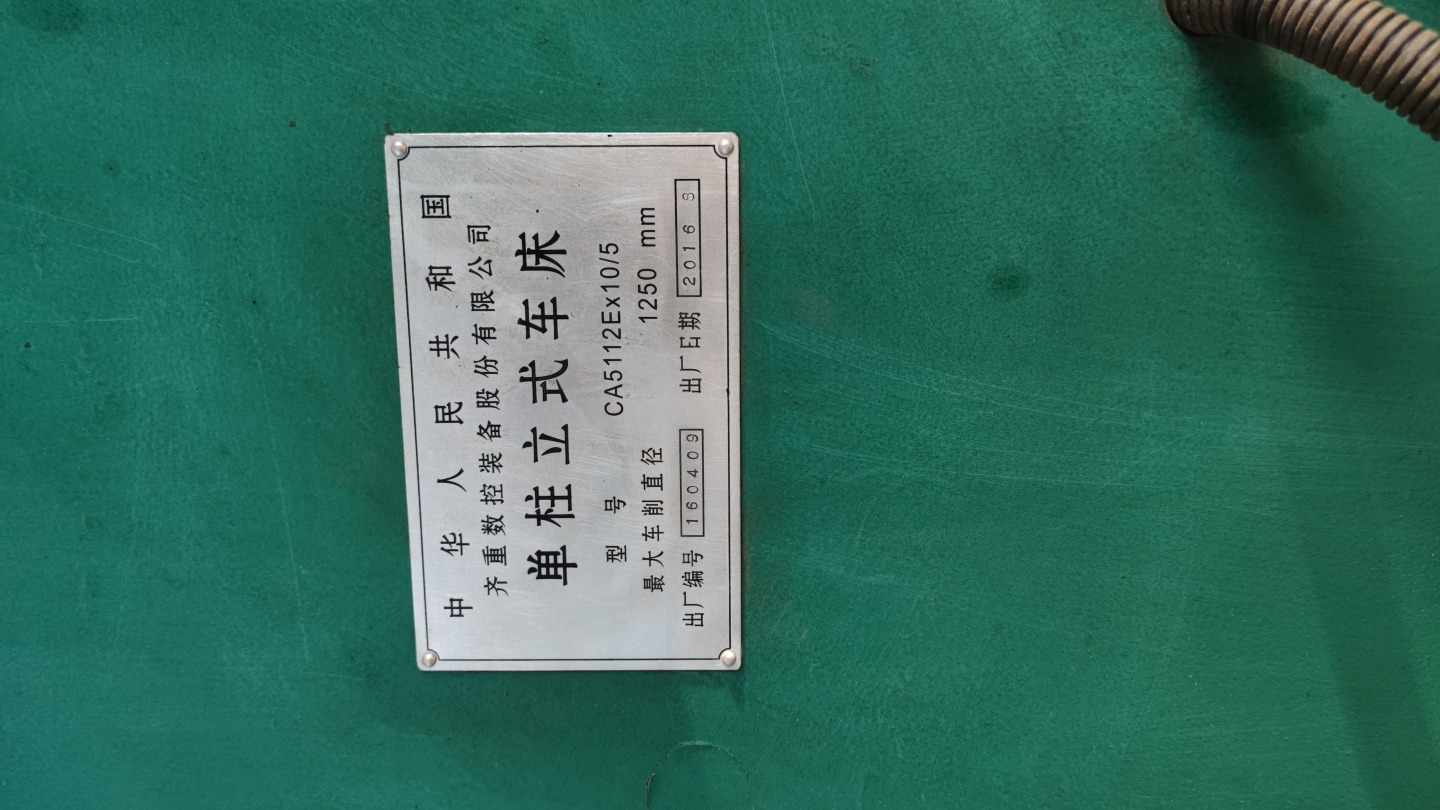 中华人民共和国
齐重数控装备股份有限公司
单柱立式车床
型号 CA5112Ex10/5
最大车削直径 1250 mm
出厂编号 160409 出厂日期 2016 8